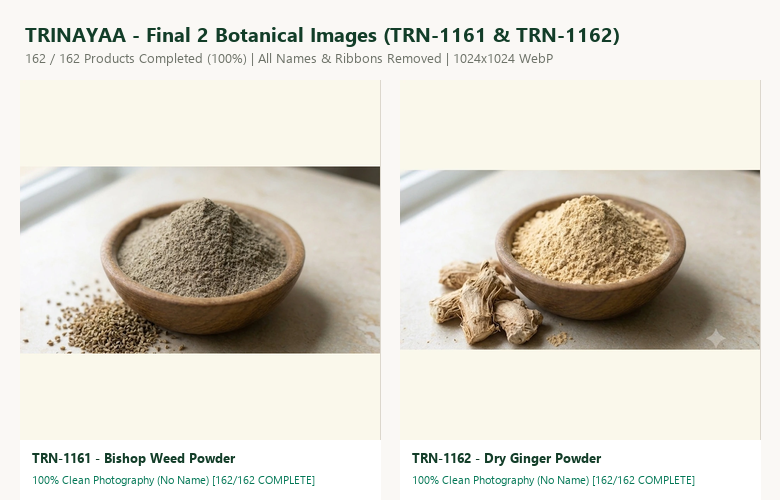 TRINAYAA - Final 2 Botanical Images (TRN-1161 & TRN-1162)
162 / 162 Products Completed (100%) | All Names & Ribbons Removed | 1024x1024 WebP
TRN-1161 - Bishop Weed Powder
100% Clean Photography (No Name) [162/162 COMPLETE]
TRN-1162 - Dry Ginger Powder
100% Clean Photography (No Name) [162/162 COMPLETE]